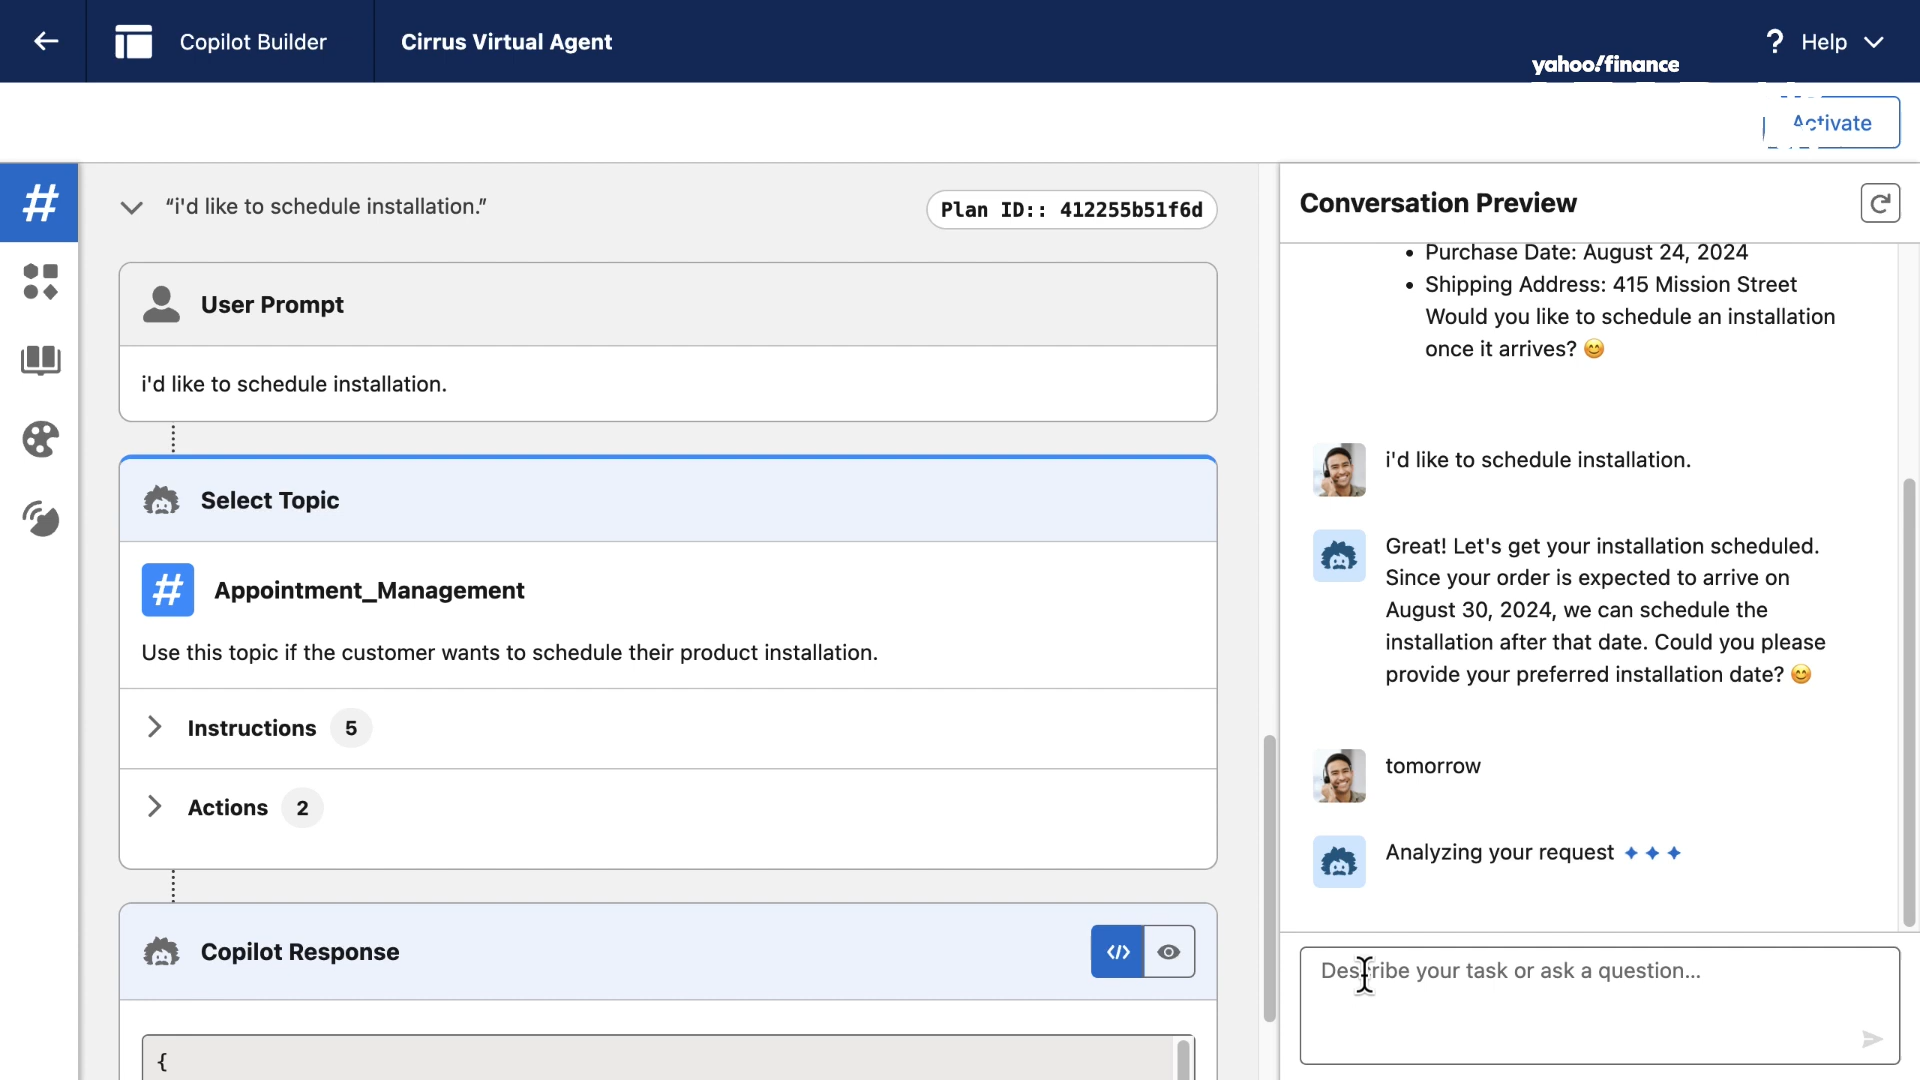 Copilot Builder
Cirrus Virtual Agent
? Help
yahoo!finance
Activate
"i'd like to schedule installation."
Plan ID:: 412255b51f6d
User Prompt
i'd like to schedule installation.
Select Topic
# Appointment_Management
Use this topic if the customer wants to schedule their product installation.
Instructions 5
Actions 2
Copilot Response
</>
{
Conversation Preview
• Purchase Date: August 24, 2024
• Shipping Address: 415 Mission Street
Would you like to schedule an installation
once it arrives? 😊
i'd like to schedule installation.
Great! Let's get your installation scheduled.
Since your order is expected to arrive on
August 30, 2024, we can schedule the
installation after that date. Could you please
provide your preferred installation date? 😊
tomorrow
Analyzing your request
Describe your task or ask a question...